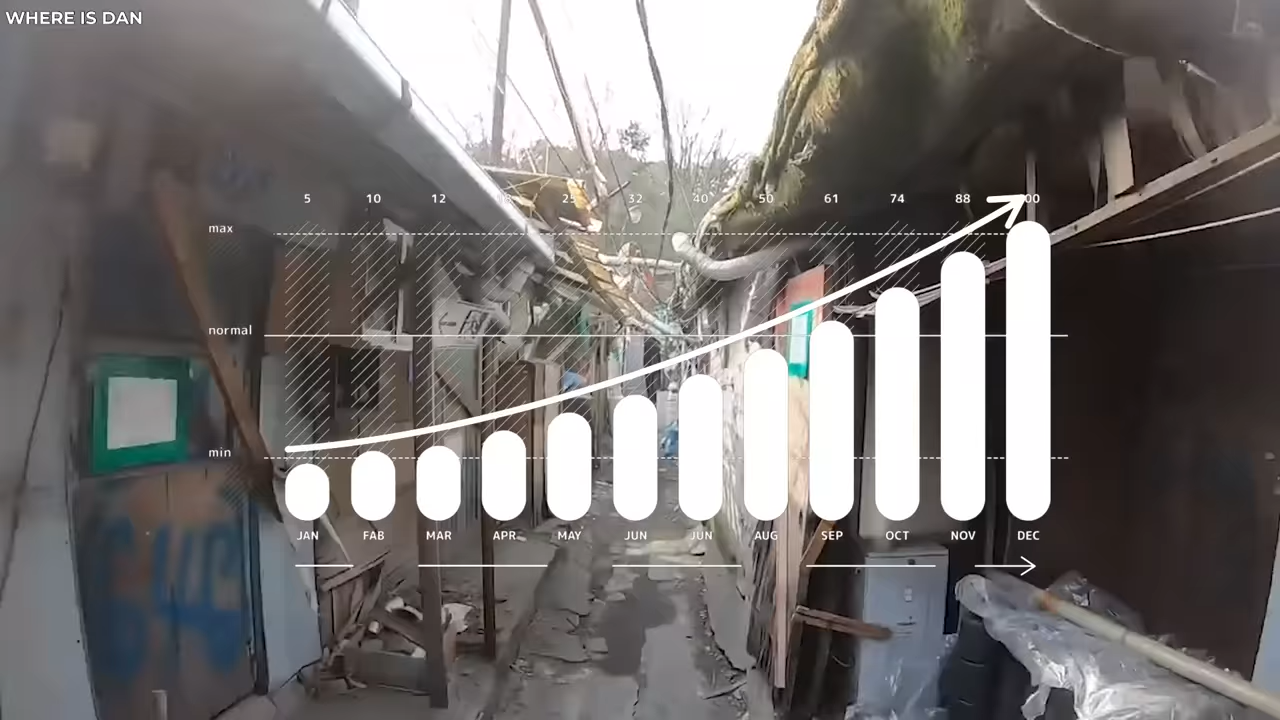 WHERE IS DAN
5 10 12 25 32 40 50 61 74 88
max
normal
min
JAN FAB MAR APR MAY JUN JUN AUG SEP OCT NOV DEC